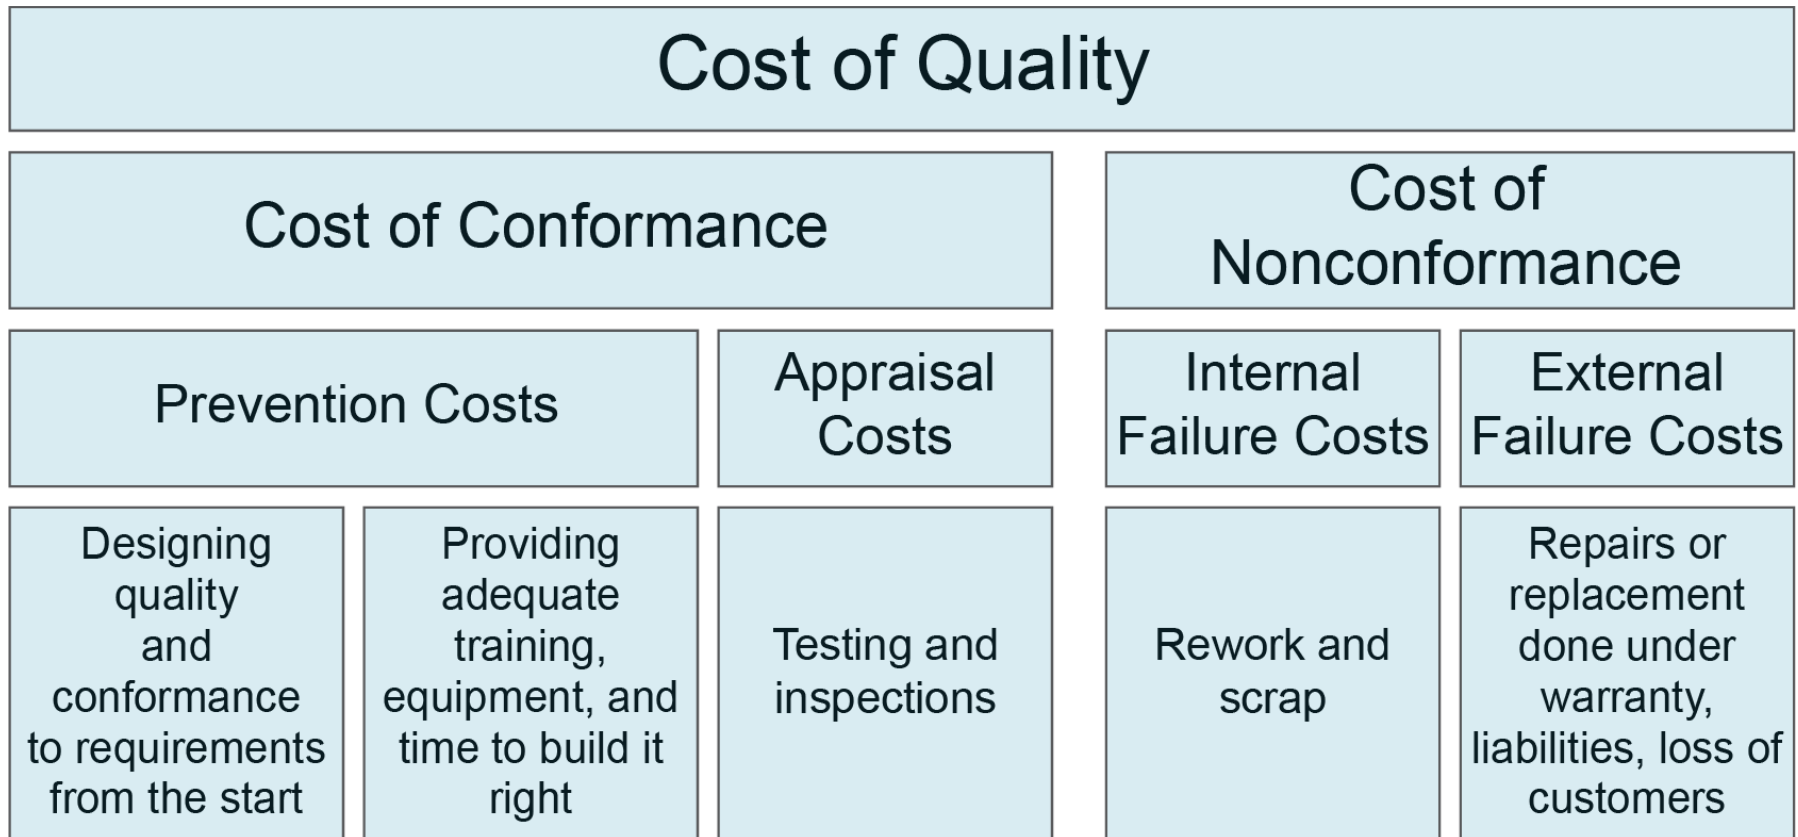 Cost of Quality
Cost of Conformance
Cost of
Nonconformance
Prevention Costs
Appraisal
Costs
Internal
Failure Costs
External
Failure Costs
Designing
quality
and
conformance
to requirements
from the start
Providing
adequate
training,
equipment, and
time to build it
right
Testing and
inspections
Rework and
scrap
Repairs or
replacement
done under
warranty,
liabilities, loss of
customers